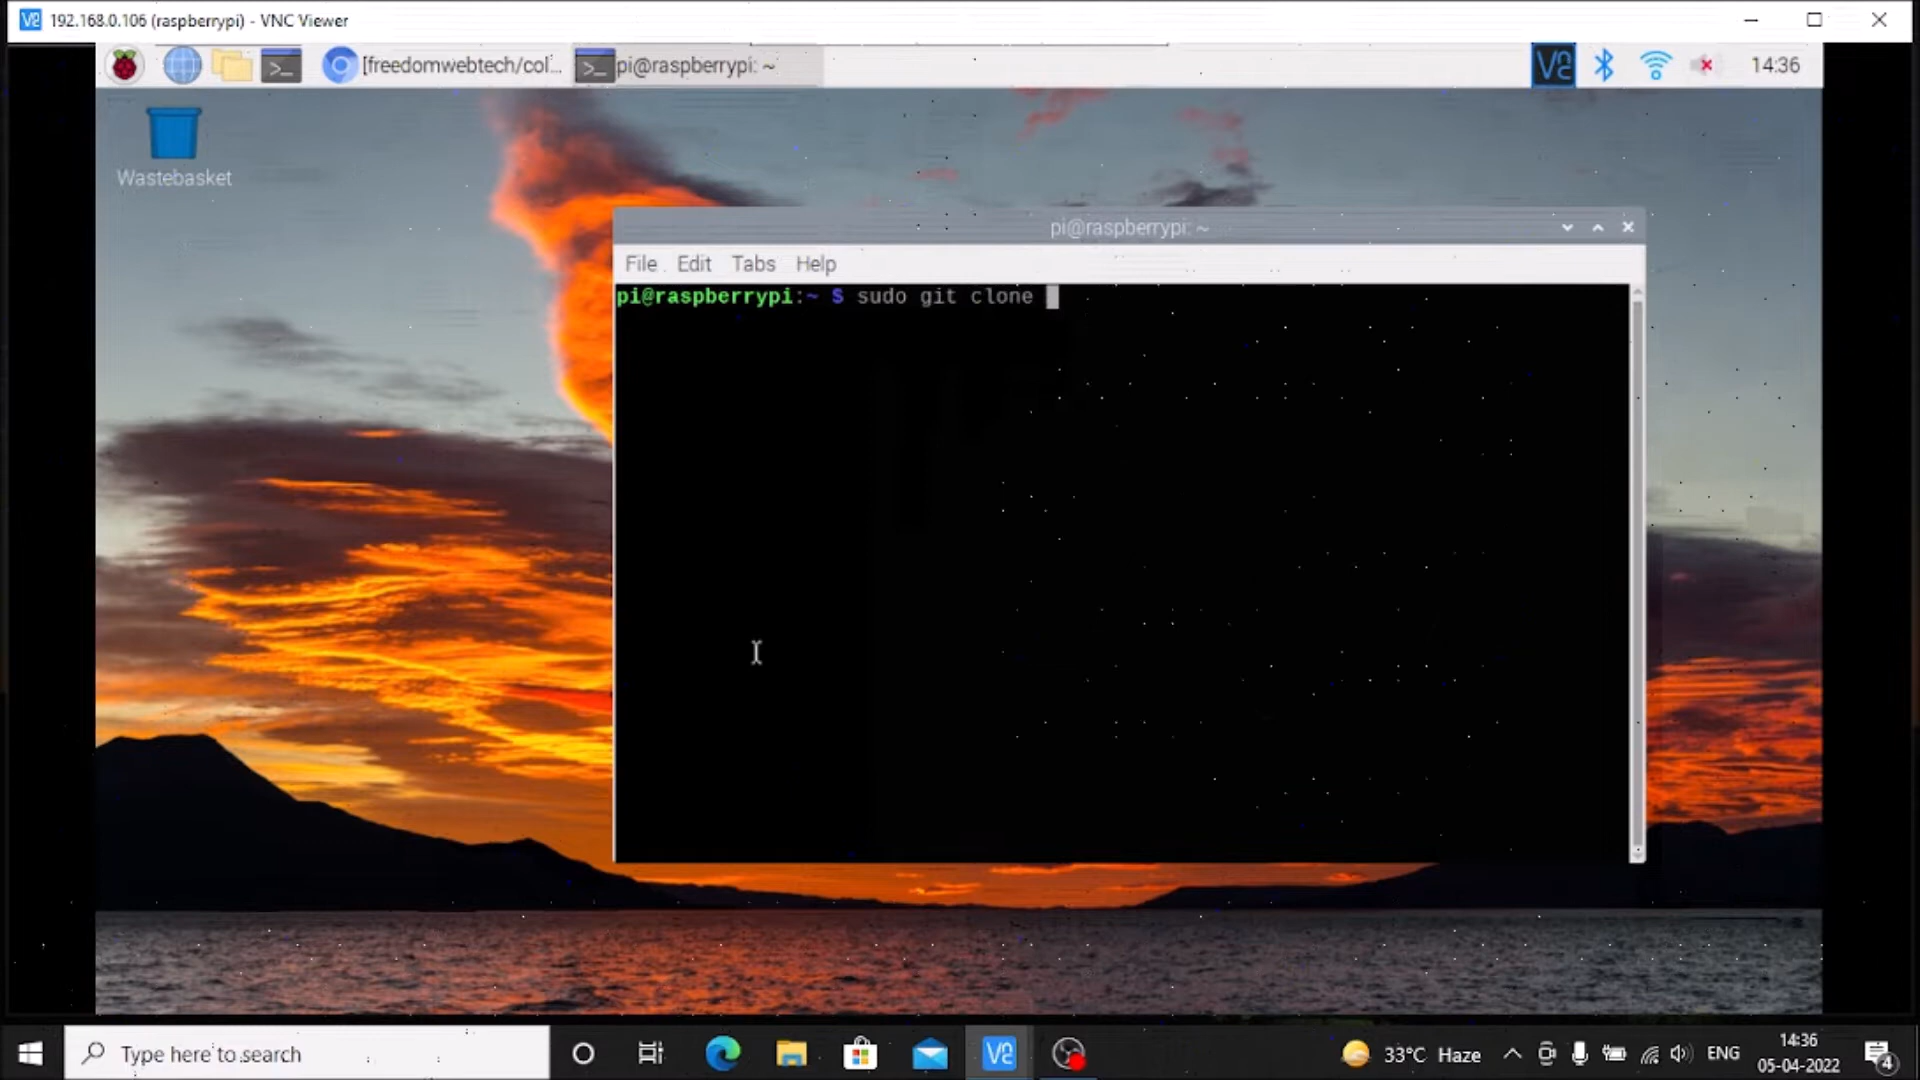 192.168.0.106 (raspberrypi) - VNC Viewer
[freedomwebtech/col...
pi@raspberrypi: ~
14:36
Wastebasket
pi@raspberrypi: ~
File Edit Tabs Help
pi@raspberrypi:~ $ sudo git clone
Type here to search
33°C Haze
ENG
14:36
05-04-2022
4